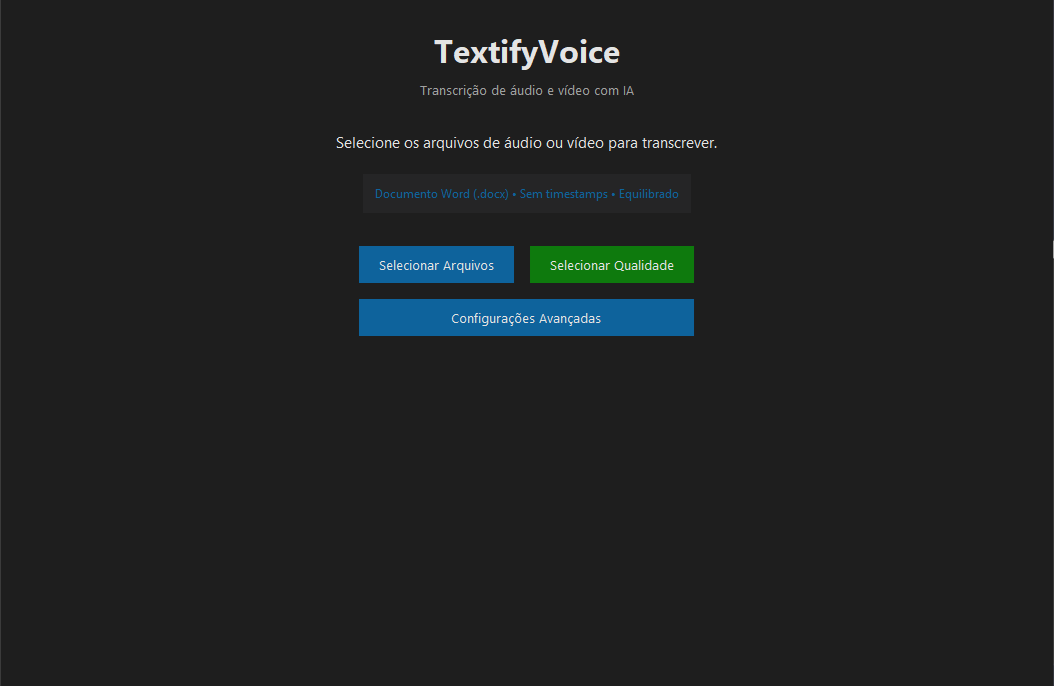 TextifyVoice
Transcrição de áudio e vídeo com IA
Selecione os arquivos de áudio ou vídeo para transcrever.
Documento Word (.docx) • Sem timestamps • Equilibrado
Selecionar Arquivos
Selecionar Qualidade
Configurações Avançadas